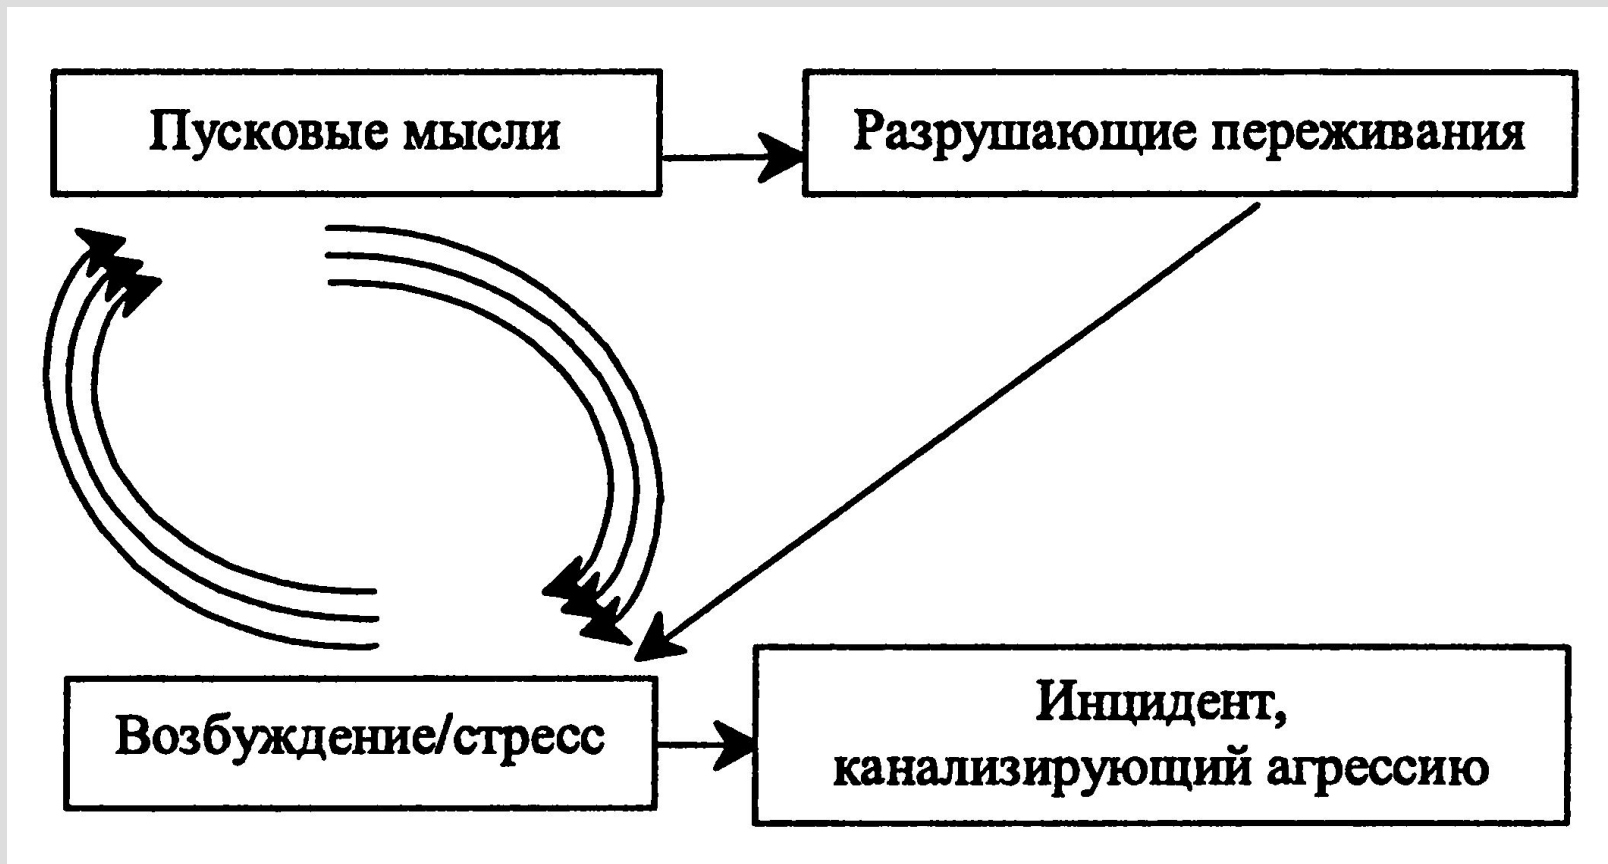 Пусковые мысли
Разрушающие переживания
Возбуждение/стресс
Инцидент,
канализирующий агрессию